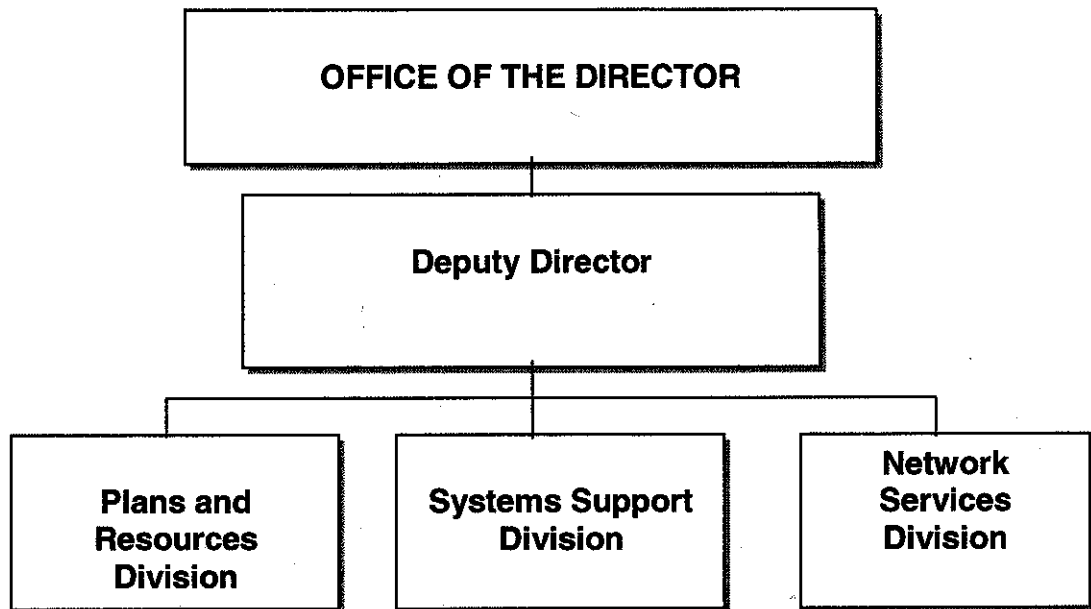 OFFICE OF THE DIRECTOR
Deputy Director
Plans and
Resources
Division
Systems Support
Division
Network
Services
Division